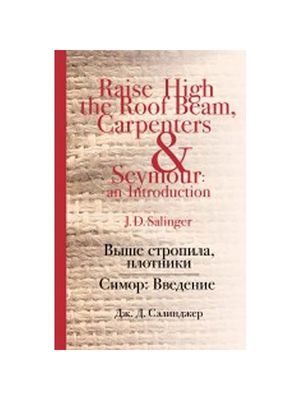 Raise High
the Roof Beam,
Carpenters
&
Seymour:
an Introduction
J. D. Salinger
Выше стропила,
плотники
Симор: Введение
Дж. Д. Сэлинджер